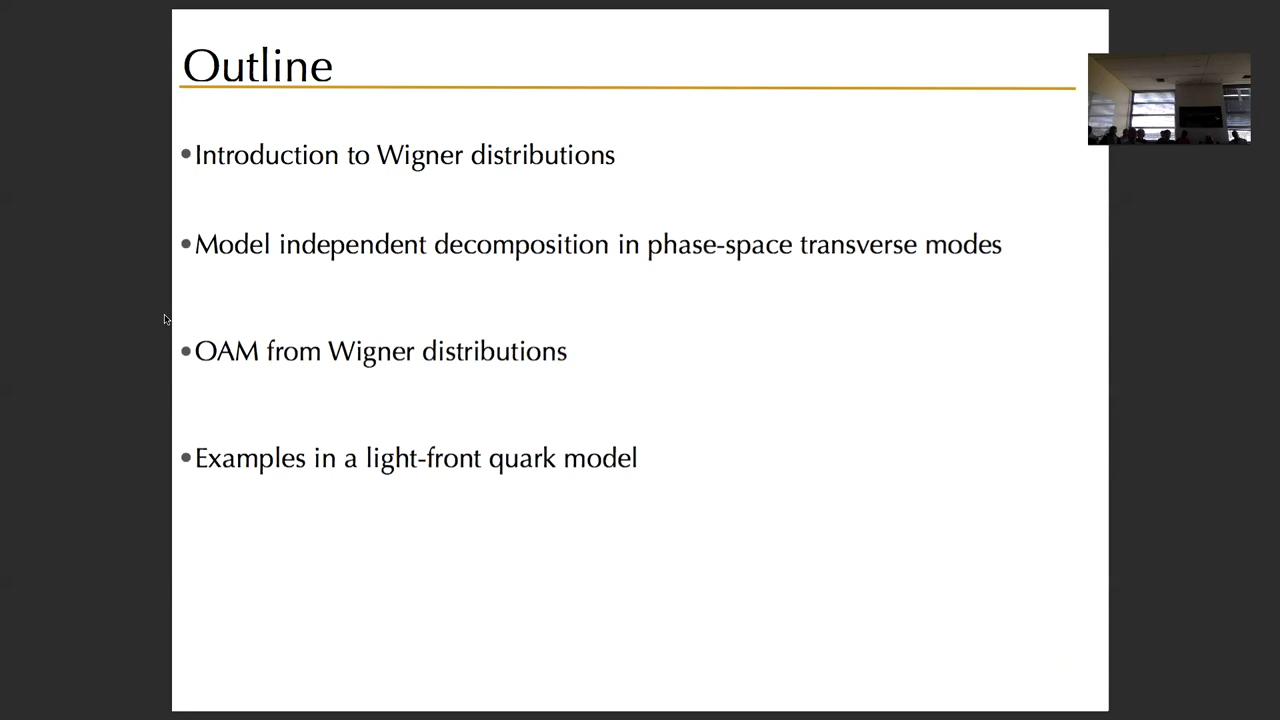 Outline
•Introduction to Wigner distributions
•Model independent decomposition in phase-space transverse modes
•OAM from Wigner distributions
•Examples in a light-front quark model